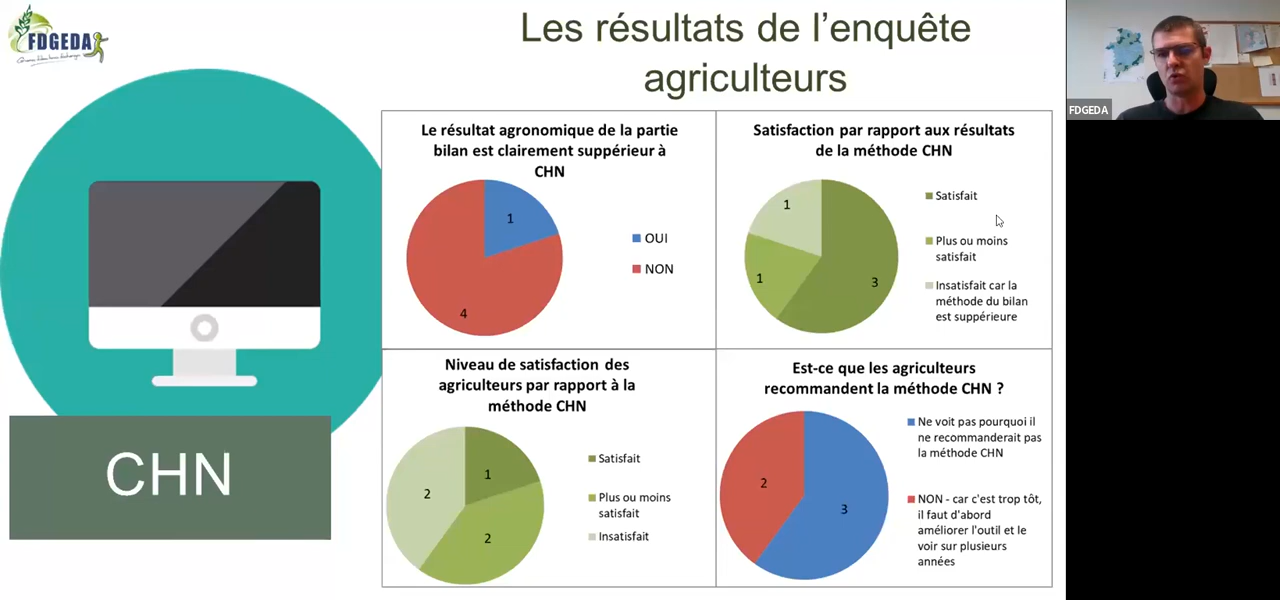 FDGEDA
Les résultats de l'enquête
agriculteurs
Le résultat agronomique de la partie
bilan est clairement suppérieur à
CHN
1
4
OUI
NON
Satisfaction par rapport aux résultats
de la méthode CHN
1
1
3
Satisfait
Plus ou moins
satisfait
Insatisfait car la
méthode du bilan
est suppérieure
Niveau de satisfaction des
agriculteurs par rapport à la
méthode CHN
1
2
2
Satisfait
Plus ou moins
satisfait
Insatisfait
Est-ce que les agriculteurs
recommandent la méthode CHN ?
2
3
Ne voit pas pourquoi il
ne recommanderait pas
la méthode CHN
NON - car c'est trop tôt,
il faut d'abord
améliorer l'outil et le
voir sur plusieurs
années
CHN
FDGEDA